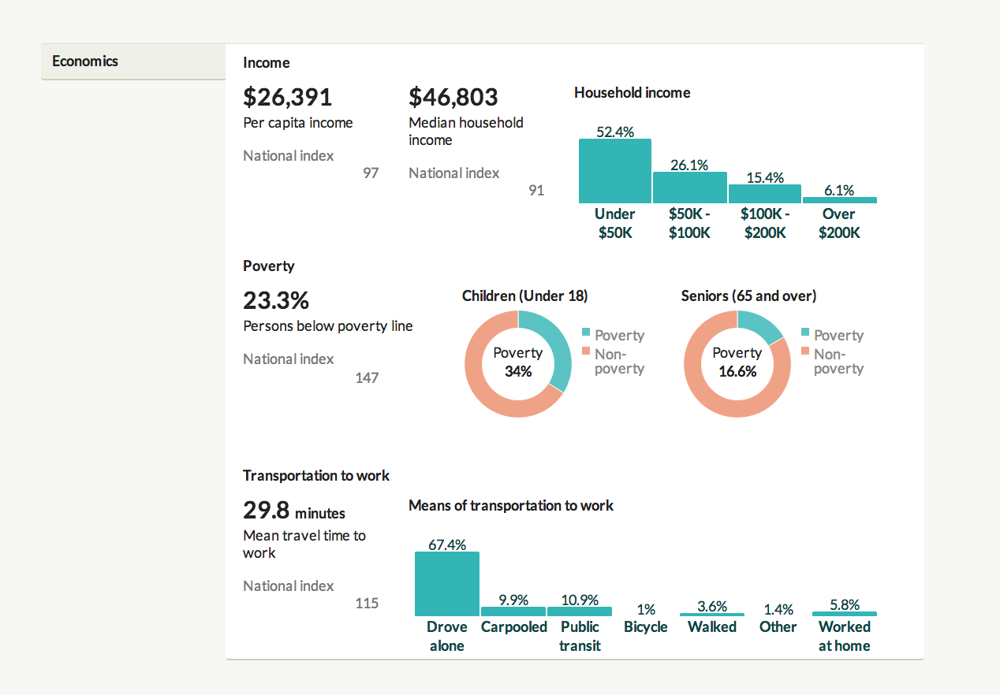 Economics
Income
$26,391
Per capita income
National index
97
$46,803
Median household
income
National index
91
Household income
52.4%
26.1%
15.4%
6.1%
Under
$50K
$50K -
$100K
$100K -
$200K
Over
$200K
Poverty
23.3%
Persons below poverty line
National index
147
Children (Under 18)
Poverty
34%
Poverty
Non-
poverty
Seniors (65 and over)
Poverty
16.6%
Poverty
Non-
poverty
Transportation to work
29.8 minutes
Mean travel time to
work
National index
115
Means of transportation to work
67.4%
9.9%
10.9%
1%
3.6%
1.4%
5.8%
Drove
alone
Carpooled
Public
transit
Bicycle
Walked
Other
Worked
at home